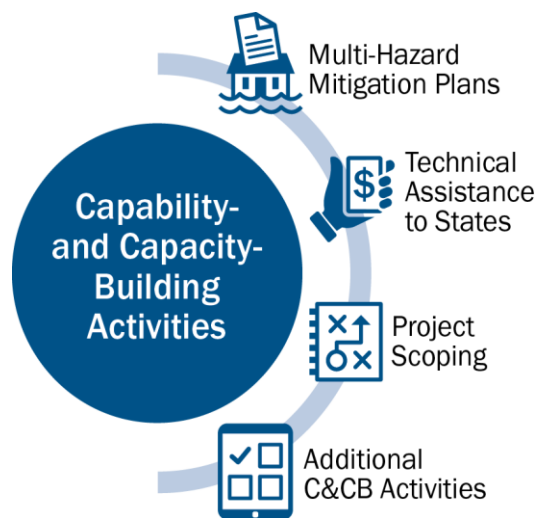 Capability-
and Capacity-
Building
Activities
Multi-Hazard
Mitigation Plans
$
Technical
Assistance
to States
Project
Scoping
Additional
C&CB Activities